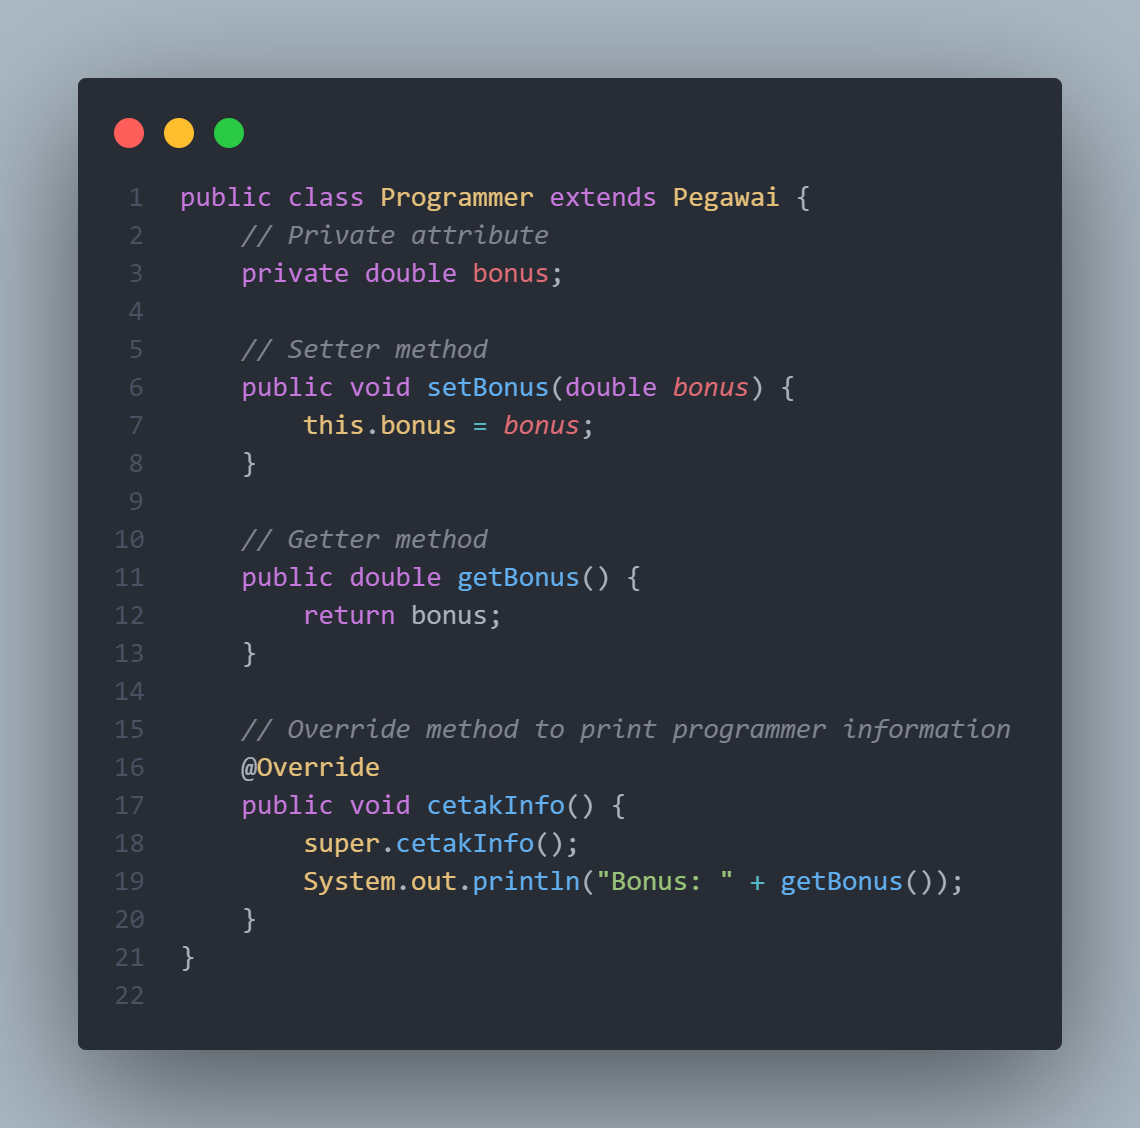 1 public class Programmer extends Pegawai {
2     // Private attribute
3     private double bonus;
4
5     // Setter method
6     public void setBonus(double bonus) {
7         this.bonus = bonus;
8     }
9
10     // Getter method
11     public double getBonus() {
12         return bonus;
13     }
14
15     // Override method to print programmer information
16     @Override
17     public void cetakInfo() {
18         super.cetakInfo();
19         System.out.println("Bonus: " + getBonus());
20     }
21 }
22